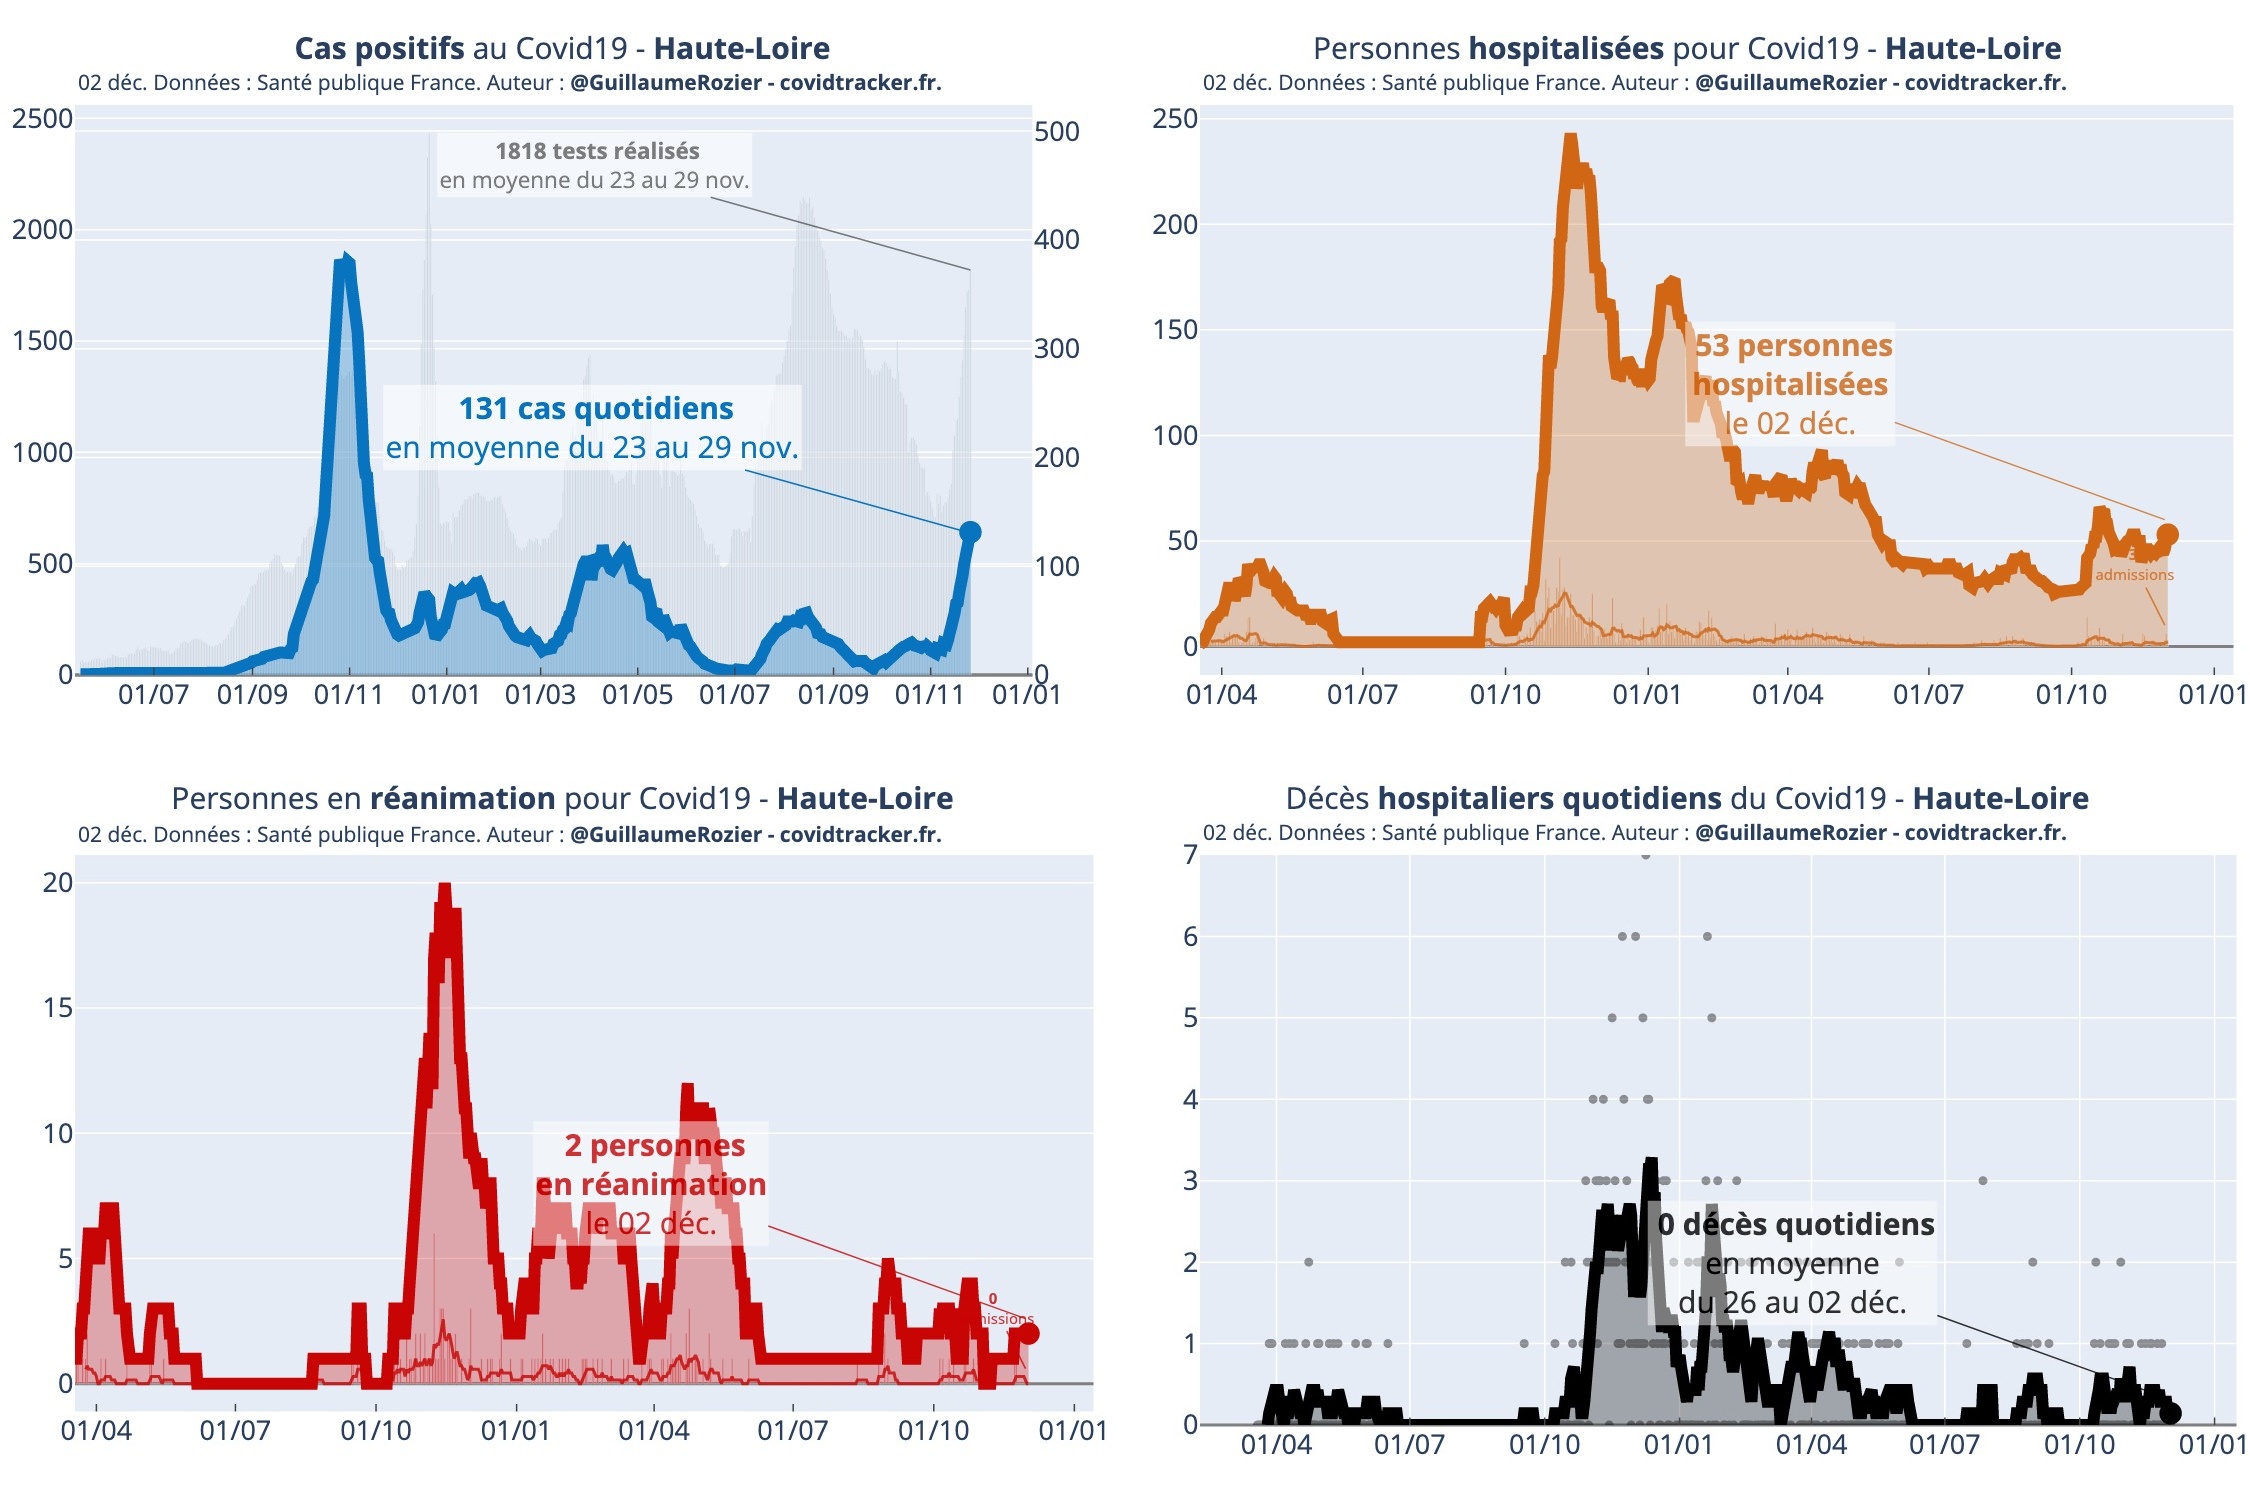 Cas positifs au Covid19 - Haute-Loire
02 déc. Données : Santé publique France. Auteur : @GuillaumeRozier - covidtracker.fr.
2500
2000
1500
1000
500
0
500
400
300
200
100
0
1818 tests réalisés
en moyenne du 23 au 29 nov.
131 cas quotidiens
en moyenne du 23 au 29 nov.
01/07 01/09 01/11 01/01 01/03 01/05 01/07 01/09 01/11 01/01
Personnes hospitalisées pour Covid19 - Haute-Loire
02 déc. Données : Santé publique France. Auteur : @GuillaumeRozier - covidtracker.fr.
250
200
150
100
50
0
53 personnes
hospitalisées
le 02 déc.
admissions
01/04 01/07 01/10 01/01 01/04 01/07 01/10 01/01
Personnes en réanimation pour Covid19 - Haute-Loire
02 déc. Données : Santé publique France. Auteur : @GuillaumeRozier - covidtracker.fr.
20
15
10
5
0
2 personnes
en réanimation
le 02 déc.
0
01/04 01/07 01/10 01/01 01/04 01/07 01/10 01/01
Décès hospitaliers quotidiens du Covid19 - Haute-Loire
02 déc. Données : Santé publique France. Auteur : @GuillaumeRozier - covidtracker.fr.
7
6
5
4
3
2
1
0
0 décès quotidiens
en moyenne
du 26 au 02 déc.
01/04 01/07 01/10 01/01 01/04 01/07 01/10 01/01